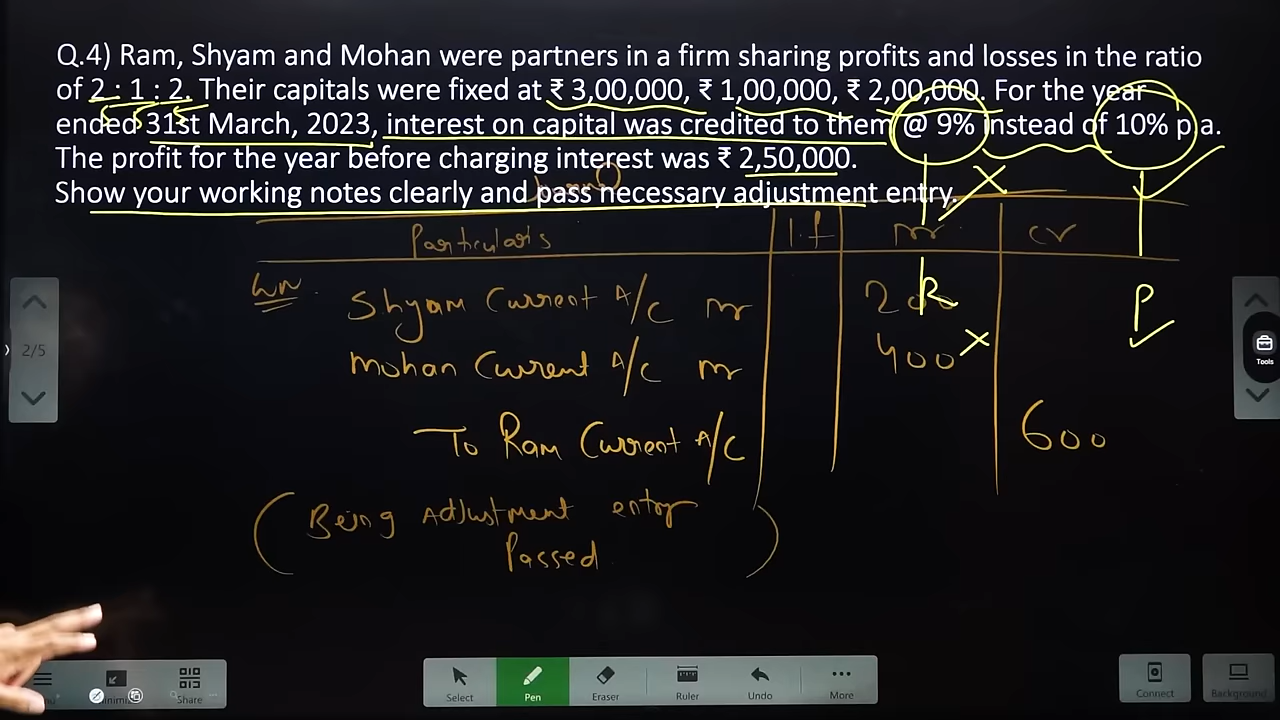 Q.4) Ram, Shyam and Mohan were partners in a firm sharing profits and losses in the ratio
of 2 : 1 : 2. Their capitals were fixed at ₹ 3,00,000, ₹ 1,00,000, ₹ 2,00,000. For the year
ended 31st March, 2023, interest on capital was credited to them @ 9% instead of 10% p.a.
The profit for the year before charging interest was ₹ 2,50,000.
Show your working notes clearly and pass necessary adjustment entry.
Particulars l.f Dr. Cr
WN. Shyam Current A/C Dr 200 R P
Mohan Current A/C Dr 400
To Ram Current A/C 600
(Being Adjustment entry
Passed)
2/5
Tools
Share
Select
Pen
Eraser
Ruler
Undo
More
Connect
Background